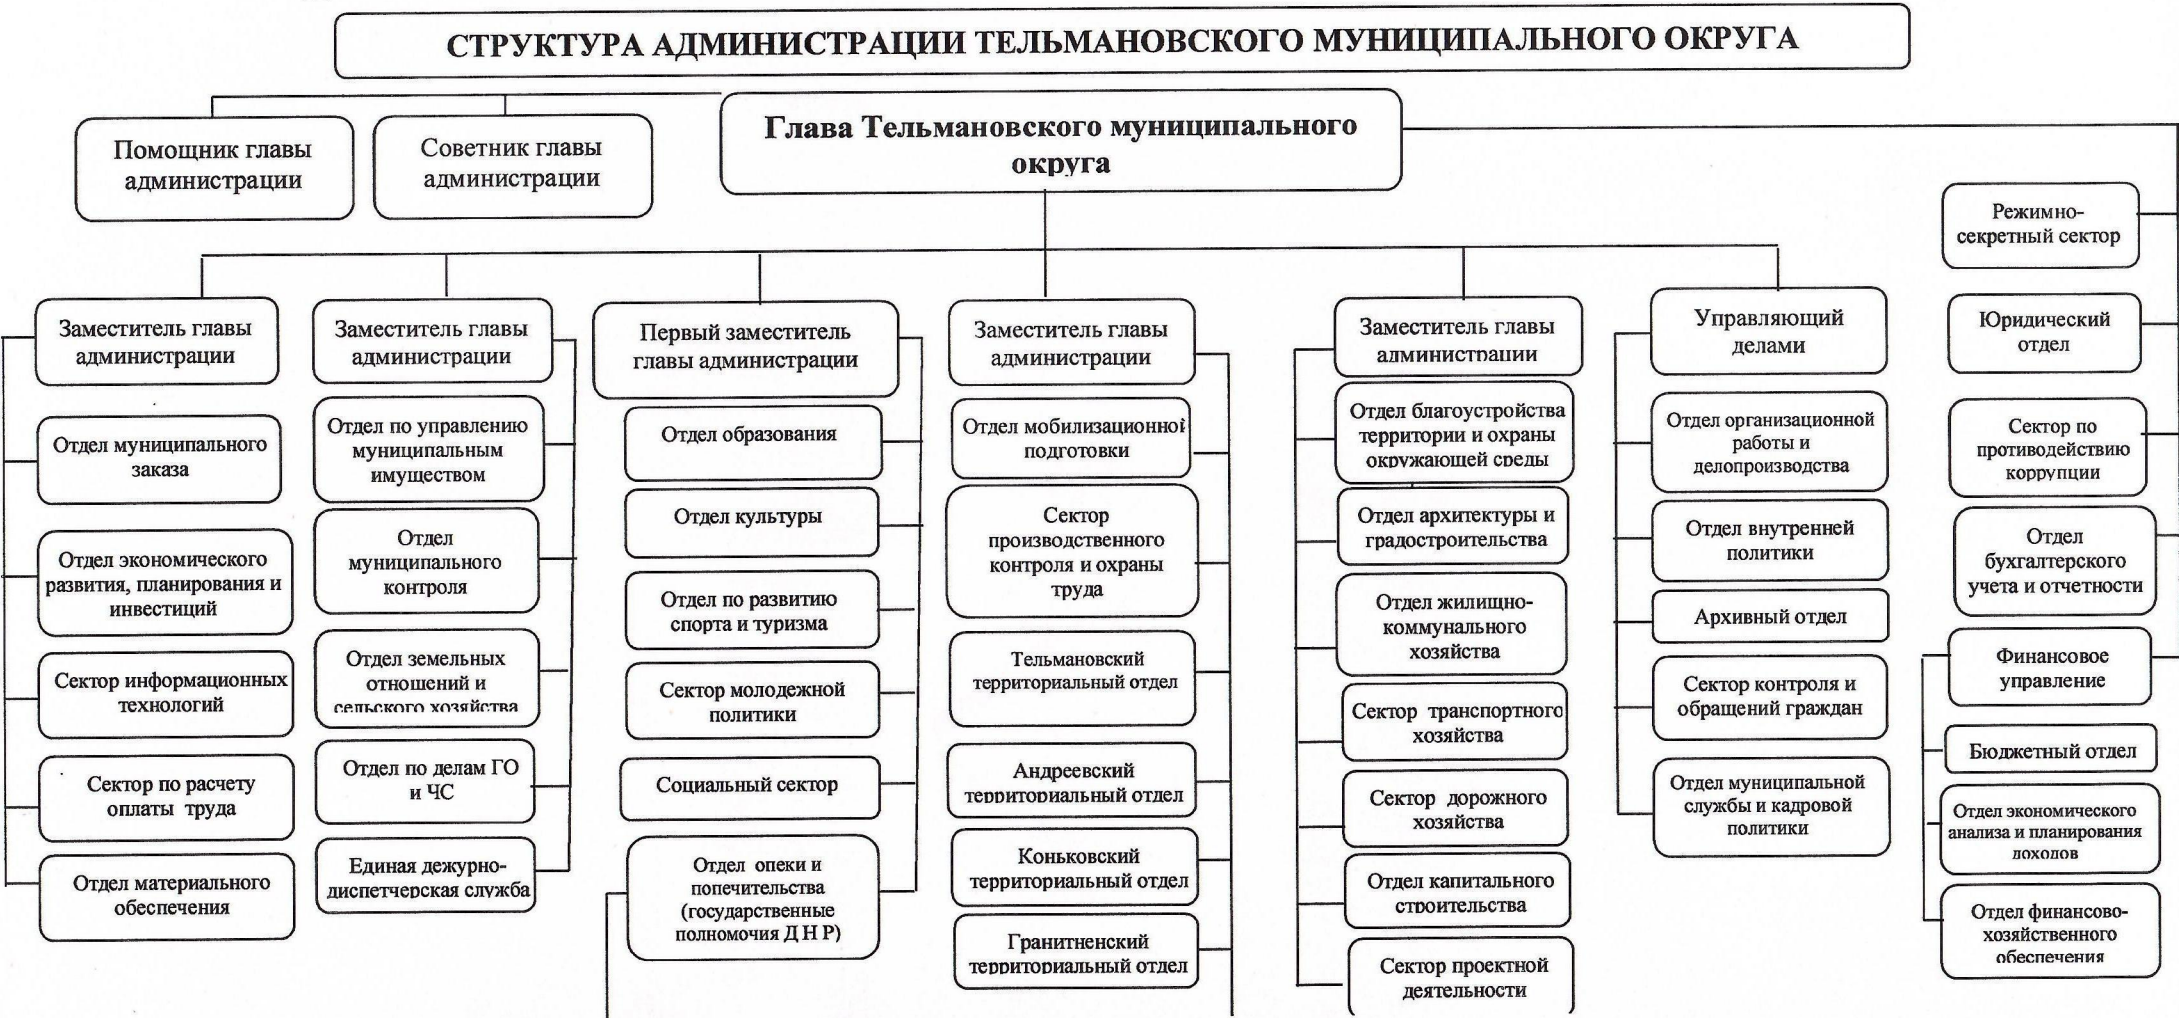 СТРУКТУРА АДМИНИСТРАЦИИ ТЕЛЬМАНОВСКОГО МУНИЦИПАЛЬНОГО ОКРУГА
Глава Тельмановского муниципального
округа
Помощник главы
администрации
Советник главы
администрации
Заместитель главы
администрации
Отдел муниципального
заказа
Отдел экономического
развития, планирования и
инвестиций
Сектор информационных
технологий
Сектор по расчету
оплаты труда
Отдел материального
обеспечения
Заместитель главы
администрации
Отдел по управлению
муниципальным
имуществом
Отдел
муниципального
контроля
Отдел земельных
отношений и
сельского хозяйства
Отдел по делам ГО
и ЧС
Единая дежурно-
диспетчерская служба
Первый заместитель
главы администрации
Отдел образования
Отдел культуры
Отдел по развитию
спорта и туризма
Сектор молодежной
политики
Социальный сектор
Отдел опеки и
попечительства
(государственные
полномочия Д Н Р)
Заместитель главы
администрации
Отдел мобилизационной
подготовки
Сектор
производственного
контроля и охраны
труда
Тельмановский
территориальный отдел
Андреевский
территориальный отдел
Коньковский
территориальный отдел
Гранитненский
территориальный отдел
Заместитель главы
администрации
Отдел благоустройства
территории и охраны
окружающей среды
Отдел архитектуры и
градостроительства
Отдел жилищно-
коммунального
хозяйства
Сектор транспортного
хозяйства
Сектор дорожного
хозяйства
Отдел капитального
строительства
Сектор проектной
деятельности
Управляющий
делами
Отдел организационной
работы и
делопроизводства
Отдел внутренней
политики
Архивный отдел
Сектор контроля и
обращений граждан
Отдел муниципальной
службы и кадровой
политики
Режимно-
секретный сектор
Юридический
отдел
Сектор по
противодействию
коррупции
Отдел
бухгалтерского
учета и отчетности
Финансовое
управление
Бюджетный отдел
Отдел экономического
анализа и планирования
доходов
Отдел финансово-
хозяйственного
обеспечения